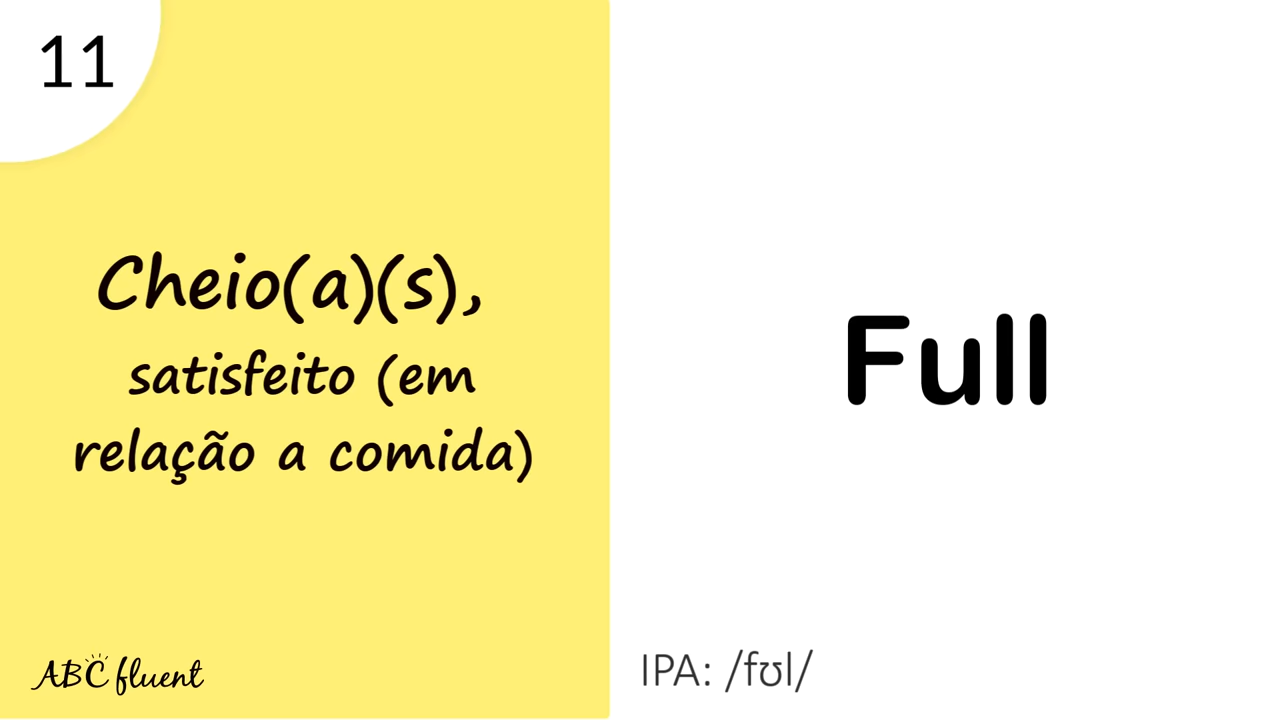 11
Cheio(a)(s),
satisfeito (em
relação a comida)
Full
ABC fluent
IPA: /fʊl/